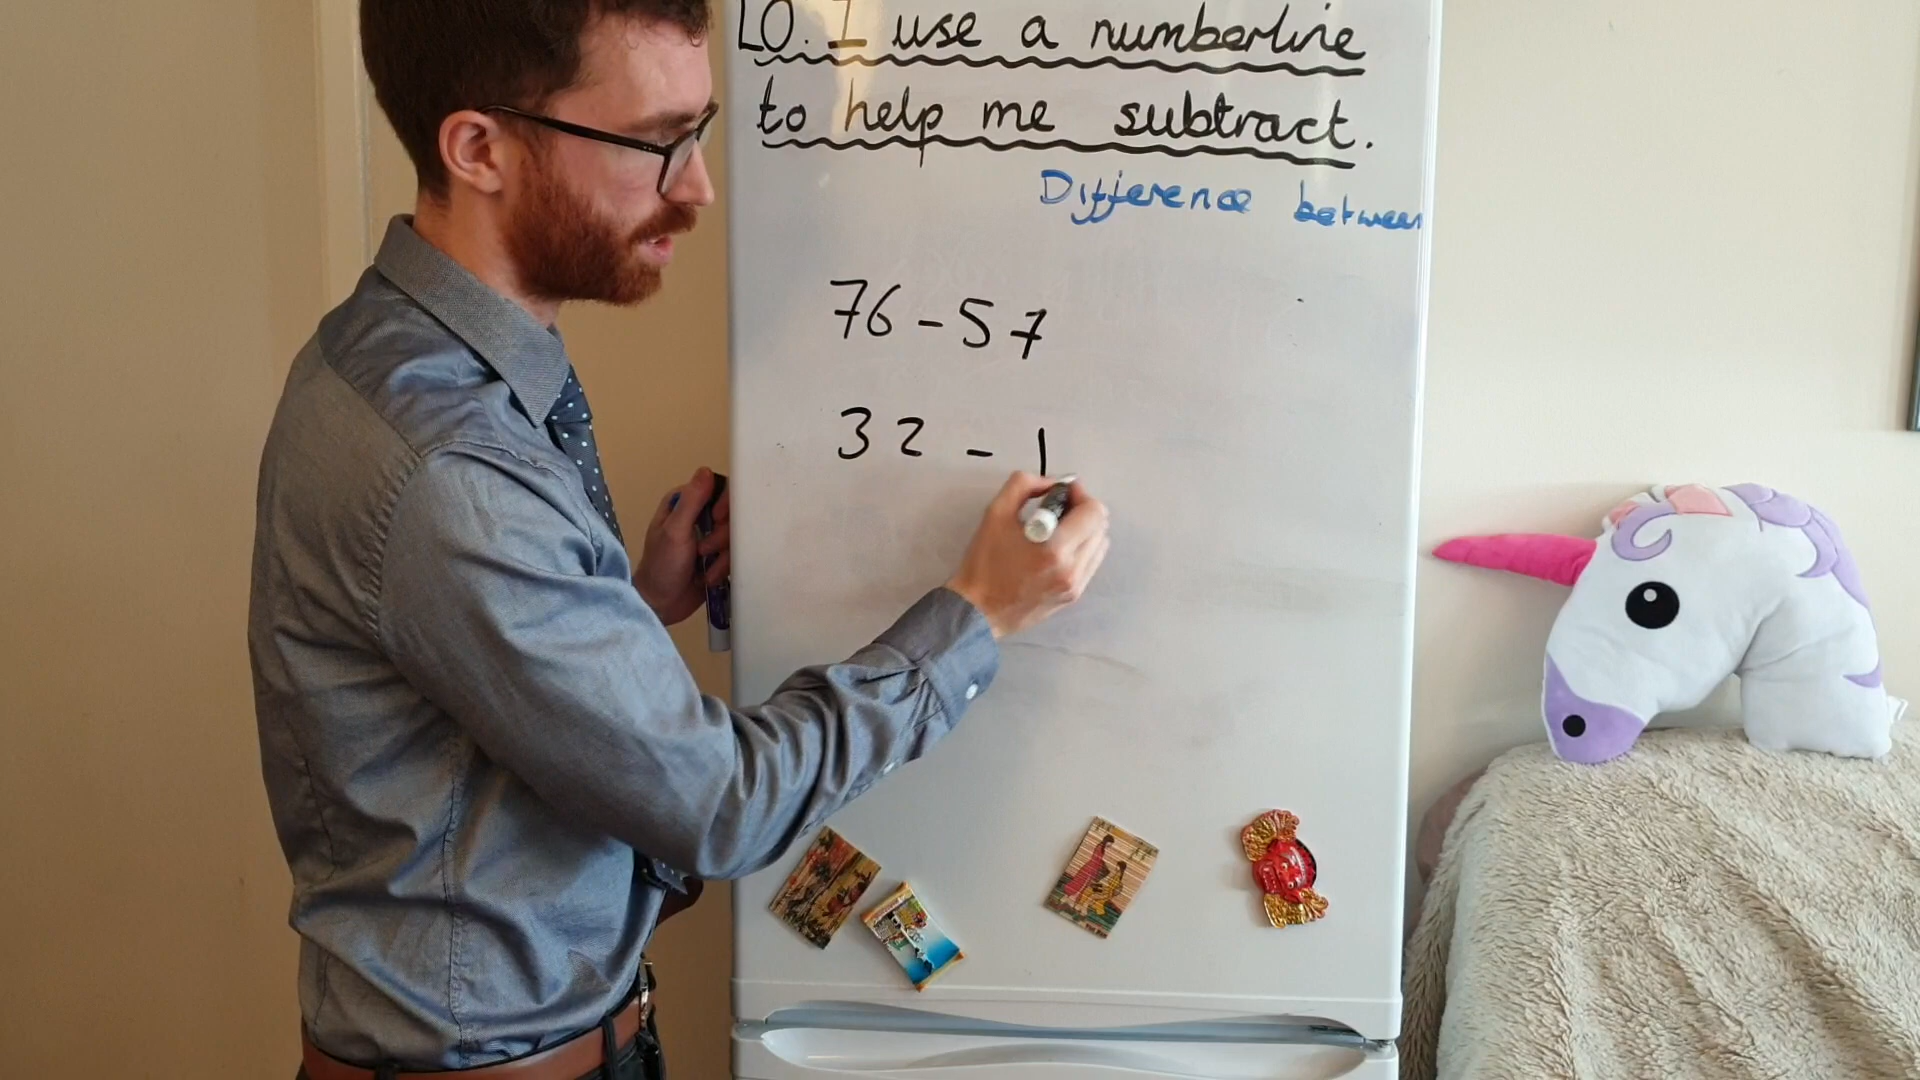 LO. I use a numberline
to help me subtract.
Difference between
76 - 57
32 - 1